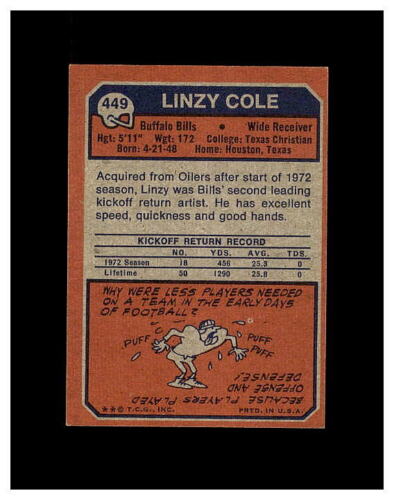 449
LINZY COLE
Buffalo Bills • Wide Receiver
Hgt: 5'11" Wgt: 172 College: Texas Christian
Born: 4-21-48 Home: Houston, Texas
Acquired from Oilers after start of 1972
season, Linzy was Bills' second leading
kickoff return artist. He has excellent
speed, quickness and good hands.
KICKOFF RETURN RECORD
NO. YDS. AVG. TDS.
1972 Season 18 456 25.3 0
Lifetime 50 1290 25.8 0
WHY WERE LESS PLAYERS NEEDED
ON A TEAM IN THE EARLY DAYS
OF FOOTBALL?
PUFF
PUFF
PUFF
BECAUSE PLAYERS PLAYED
OFFENSE AND
DEFENSE!
**© T.C.G., INC. PRTD. IN U.S.A.